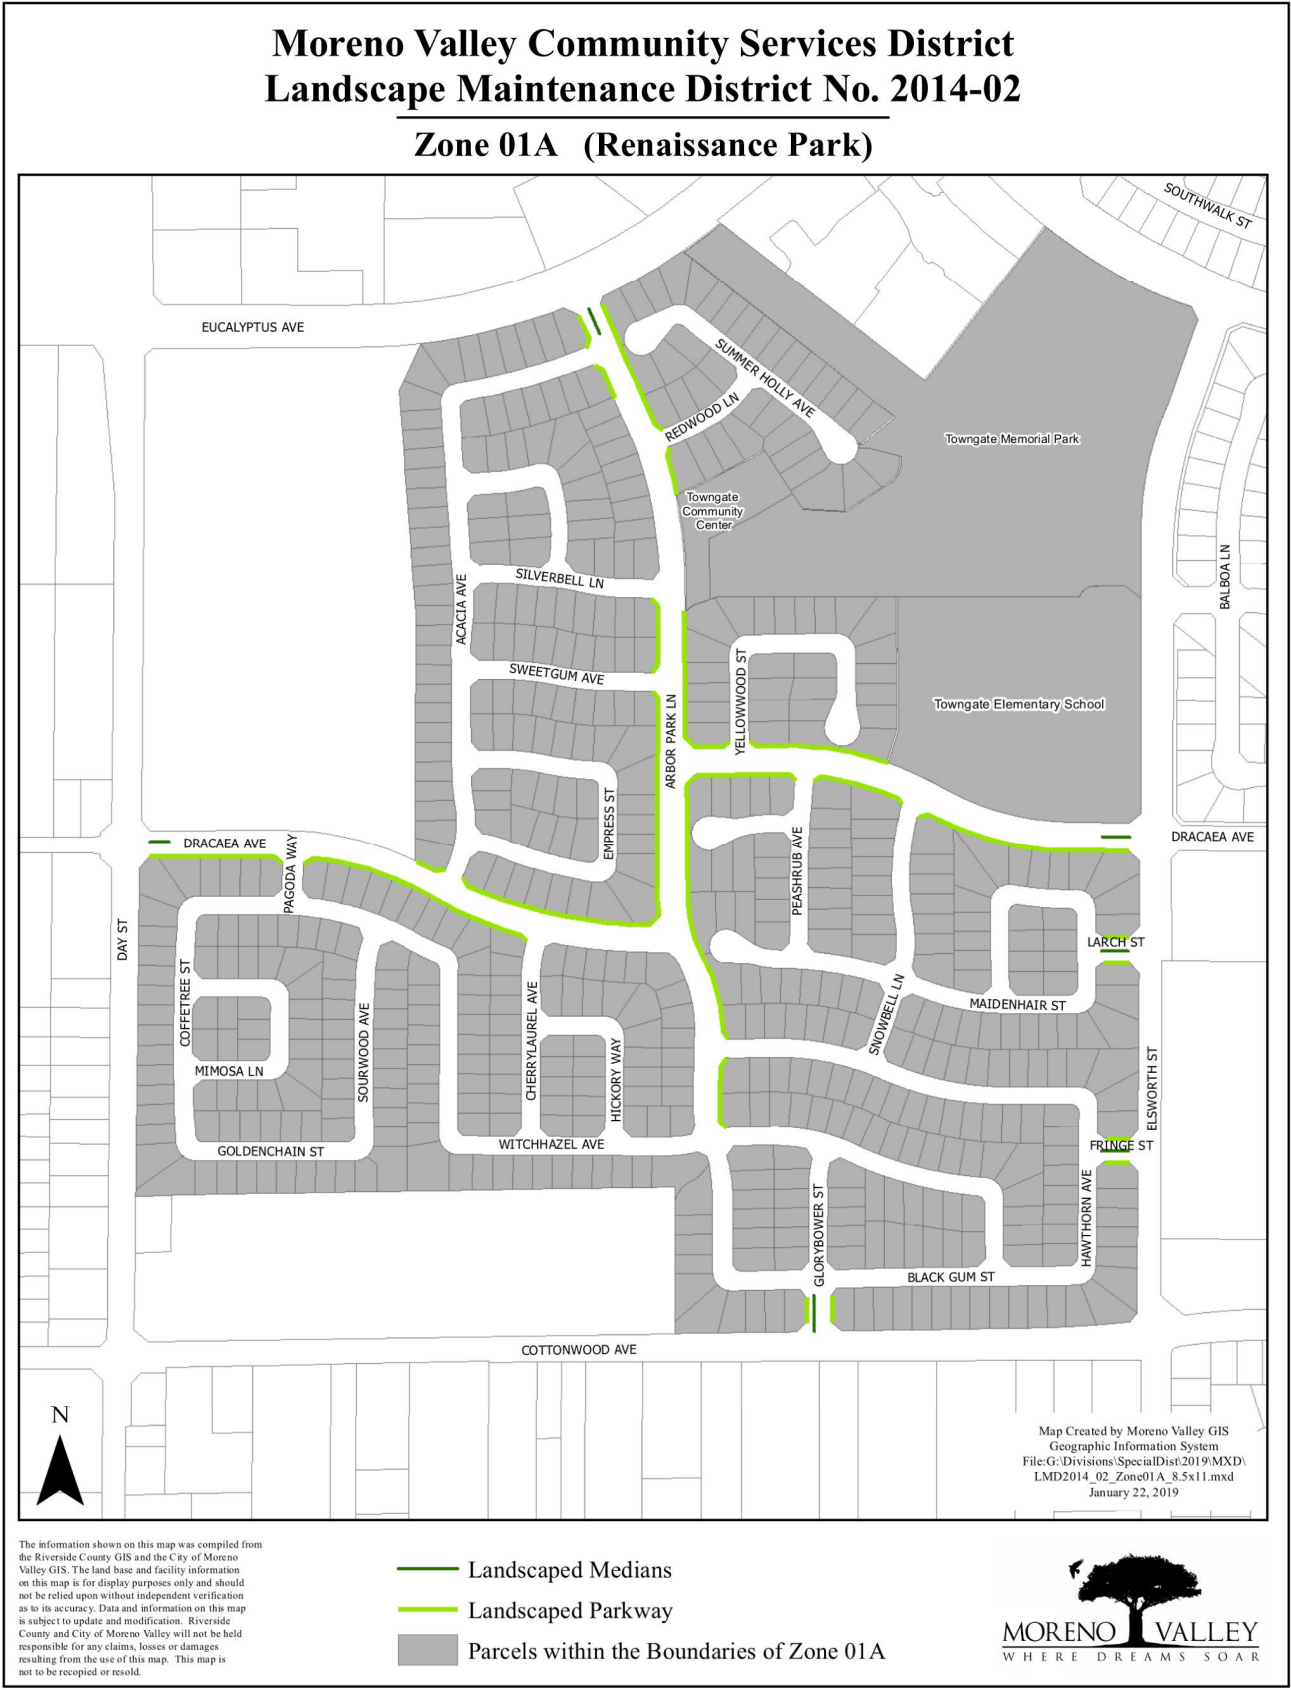 Moreno Valley Community Services District
Landscape Maintenance District No. 2014-02
Zone 01A (Renaissance Park)
SOUTHWALK ST
EUCALYPTUS AVE
SUMMER HOLLY AVE
REDWOOD LN
Towngate Memorial Park
Towngate
Community
Center
BALBOA LN
SILVERBELL LN
ACACIA AVE
SWEETGUM AVE
YELLOWWOOD ST
ARBOR PARK LN
Towngate Elementary School
EMPRESS ST
DRACAEA AVE
DRACAEA AVE
PAGODA WAY
PEASHRUB AVE
DAY ST
LARCH ST
COFFETREE ST
SOURWOOD AVE
CHERRYLAUREL AVE
HICKORY WAY
SNOWBELL LN
MAIDENHAIR ST
MIMOSA LN
ELSWORTH ST
GOLDENCHAIN ST
WITCHHAZEL AVE
FRINGE ST
HAWTHORN AVE
GLORYBOWER ST
BLACK GUM ST
COTTONWOOD AVE
N
Map Created by Moreno Valley GIS
Geographic Information System
File:G:\Divisions\SpecialDist\2019\MXD\
LMD2014_02_Zone01A_8.5x11.mxd
January 22, 2019
The information shown on this map was compiled from
the Riverside County GIS and the City of Moreno
Valley GIS. The land base and facility information
on this map is for display purposes only and should
not be relied upon without independent verification
as to its accuracy. Data and information on this map
is subject to update and modification. Riverside
County and City of Moreno Valley will not be held
responsible for any claims, losses or damages
resulting from the use of this map. This map is
not to be recopied or resold.
Landscaped Medians
Landscaped Parkway
Parcels within the Boundaries of Zone 01A
MORENO VALLEY
WHERE DREAMS SOAR